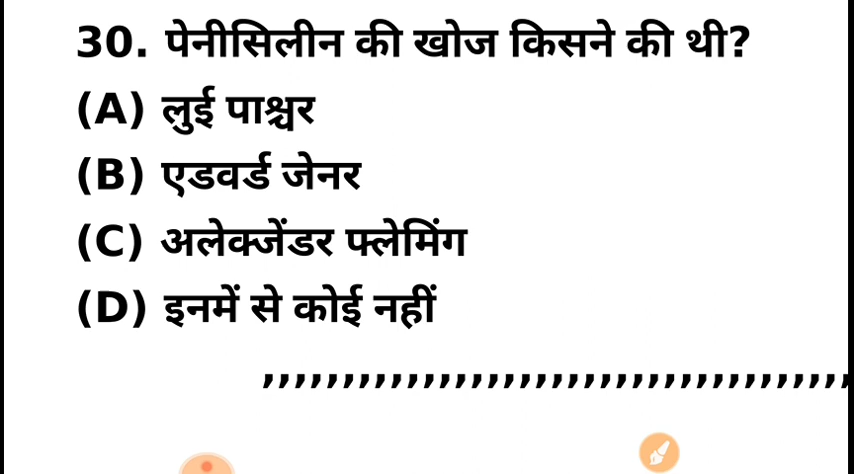 30. पेनीसिलीन की खोज किसने की थी?
(A) लुई पाश्चर
(B) एडवर्ड जेनर
(C) अलेक्जेंडर फ्लेमिंग
(D) इनमें से कोई नहीं
,,,,,,,,,,,,,,,,,,,,,,,,,,,,,,,,,,,,,